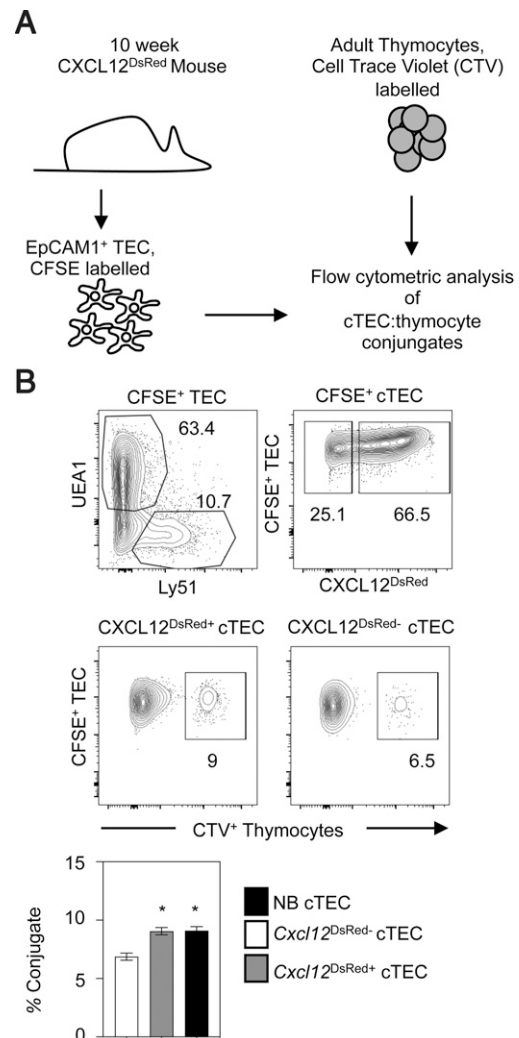 A
10 week
CXCL12DsRed Mouse
Adult Thymocytes,
Cell Trace Violet (CTV)
labelled
EpCAM1+ TEC,
CFSE labelled
Flow cytometric analysis
of
cTEC:thymocyte
conjungates
B
CFSE+ TEC
CFSE+ cTEC
UEA1
63.4
10.7
Ly51
CFSE+ TEC
25.1
66.5
CXCL12DsRed
CXCL12DsRed+ cTEC
CXCL12DsRed- cTEC
CFSE+ TEC
9
6.5
CTV+ Thymocytes
% Conjugate
15
10
5
0
*
*
NB cTEC
Cxcl12DsRed- cTEC
Cxcl12DsRed+ cTEC